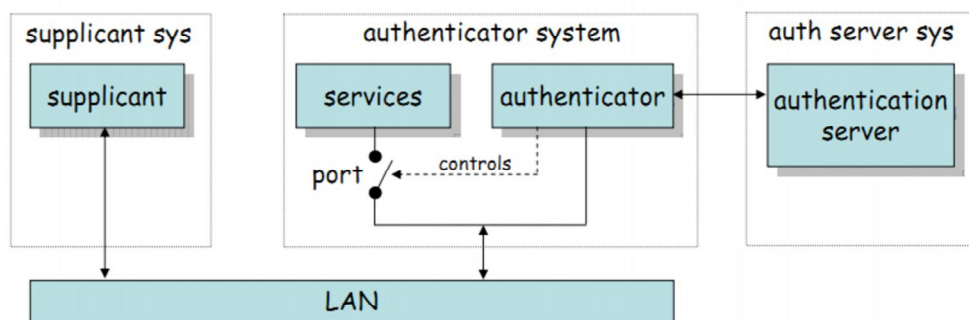 supplicant sys
authenticator system
auth server sys
supplicant
services
authenticator
authentication
server
port
controls
LAN